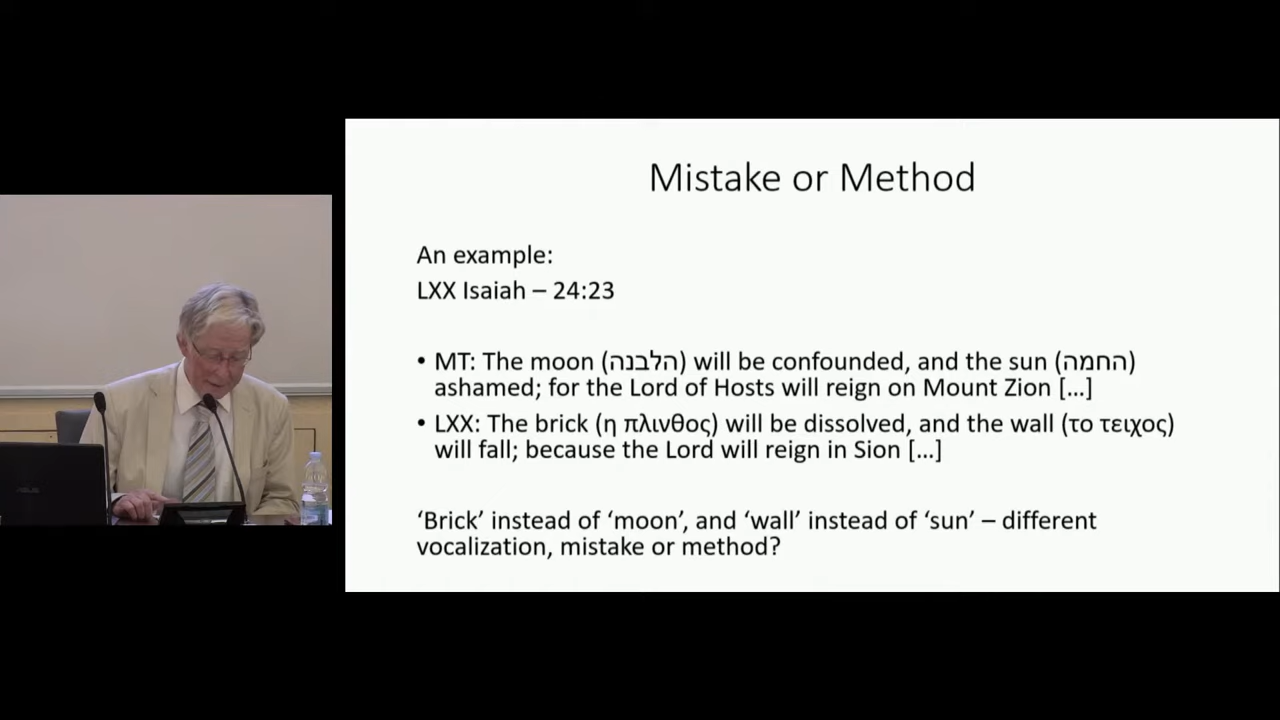 Mistake or Method
An example:
LXX Isaiah – 24:23
• MT: The moon (הלבנה) will be confounded, and the sun (החמה)
ashamed; for the Lord of Hosts will reign on Mount Zion […]
• LXX: The brick (η πλινθος) will be dissolved, and the wall (το τειχος)
will fall; because the Lord will reign in Sion […]
‘Brick’ instead of ‘moon’, and ‘wall’ instead of ‘sun’ – different
vocalization, mistake or method?